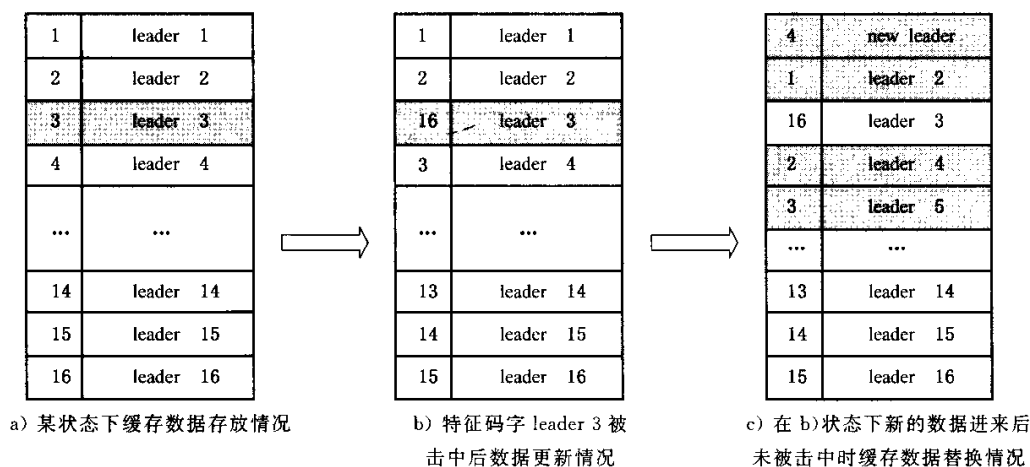 1 leader 1
2 leader 2
3 leader 3
4 leader 4
... ...
14 leader 14
15 leader 15
16 leader 16
a) 某状态下缓存数据存放情况
1 leader 1
2 leader 2
16 leader 3
3 leader 4
... ...
13 leader 14
14 leader 15
15 leader 16
b) 特征码字 leader 3 被
击中后数据更新情况
4 new leader
1 leader 2
16 leader 3
2 leader 4
3 leader 5
... ...
13 leader 14
14 leader 15
15 leader 16
c) 在 b)状态下新的数据进来后
未被击中时缓存数据替换情况